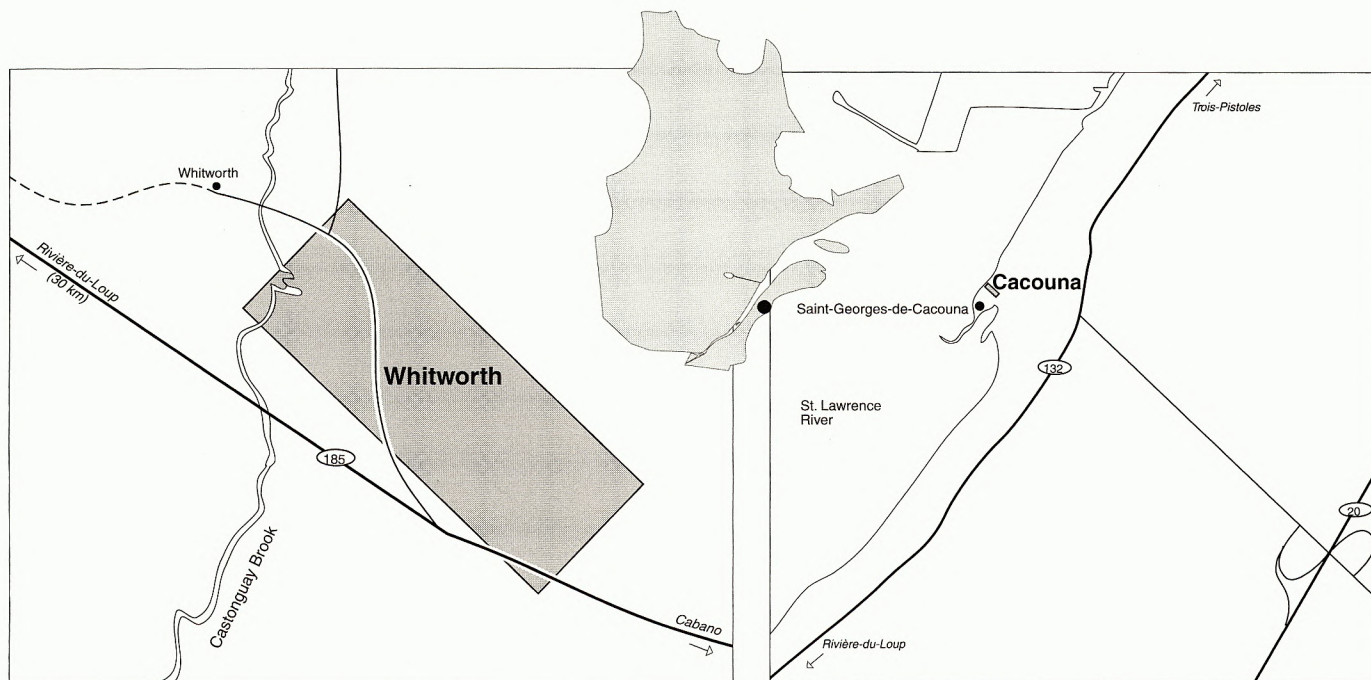 Whitworth
Rivière-du-Loup
(30 km)
Whitworth
185
Castonguay Brook
Cabano
Trois-Pistoles
Cacouna
Saint-Georges-de-Cacouna
132
St. Lawrence
River
20
Rivière-du-Loup